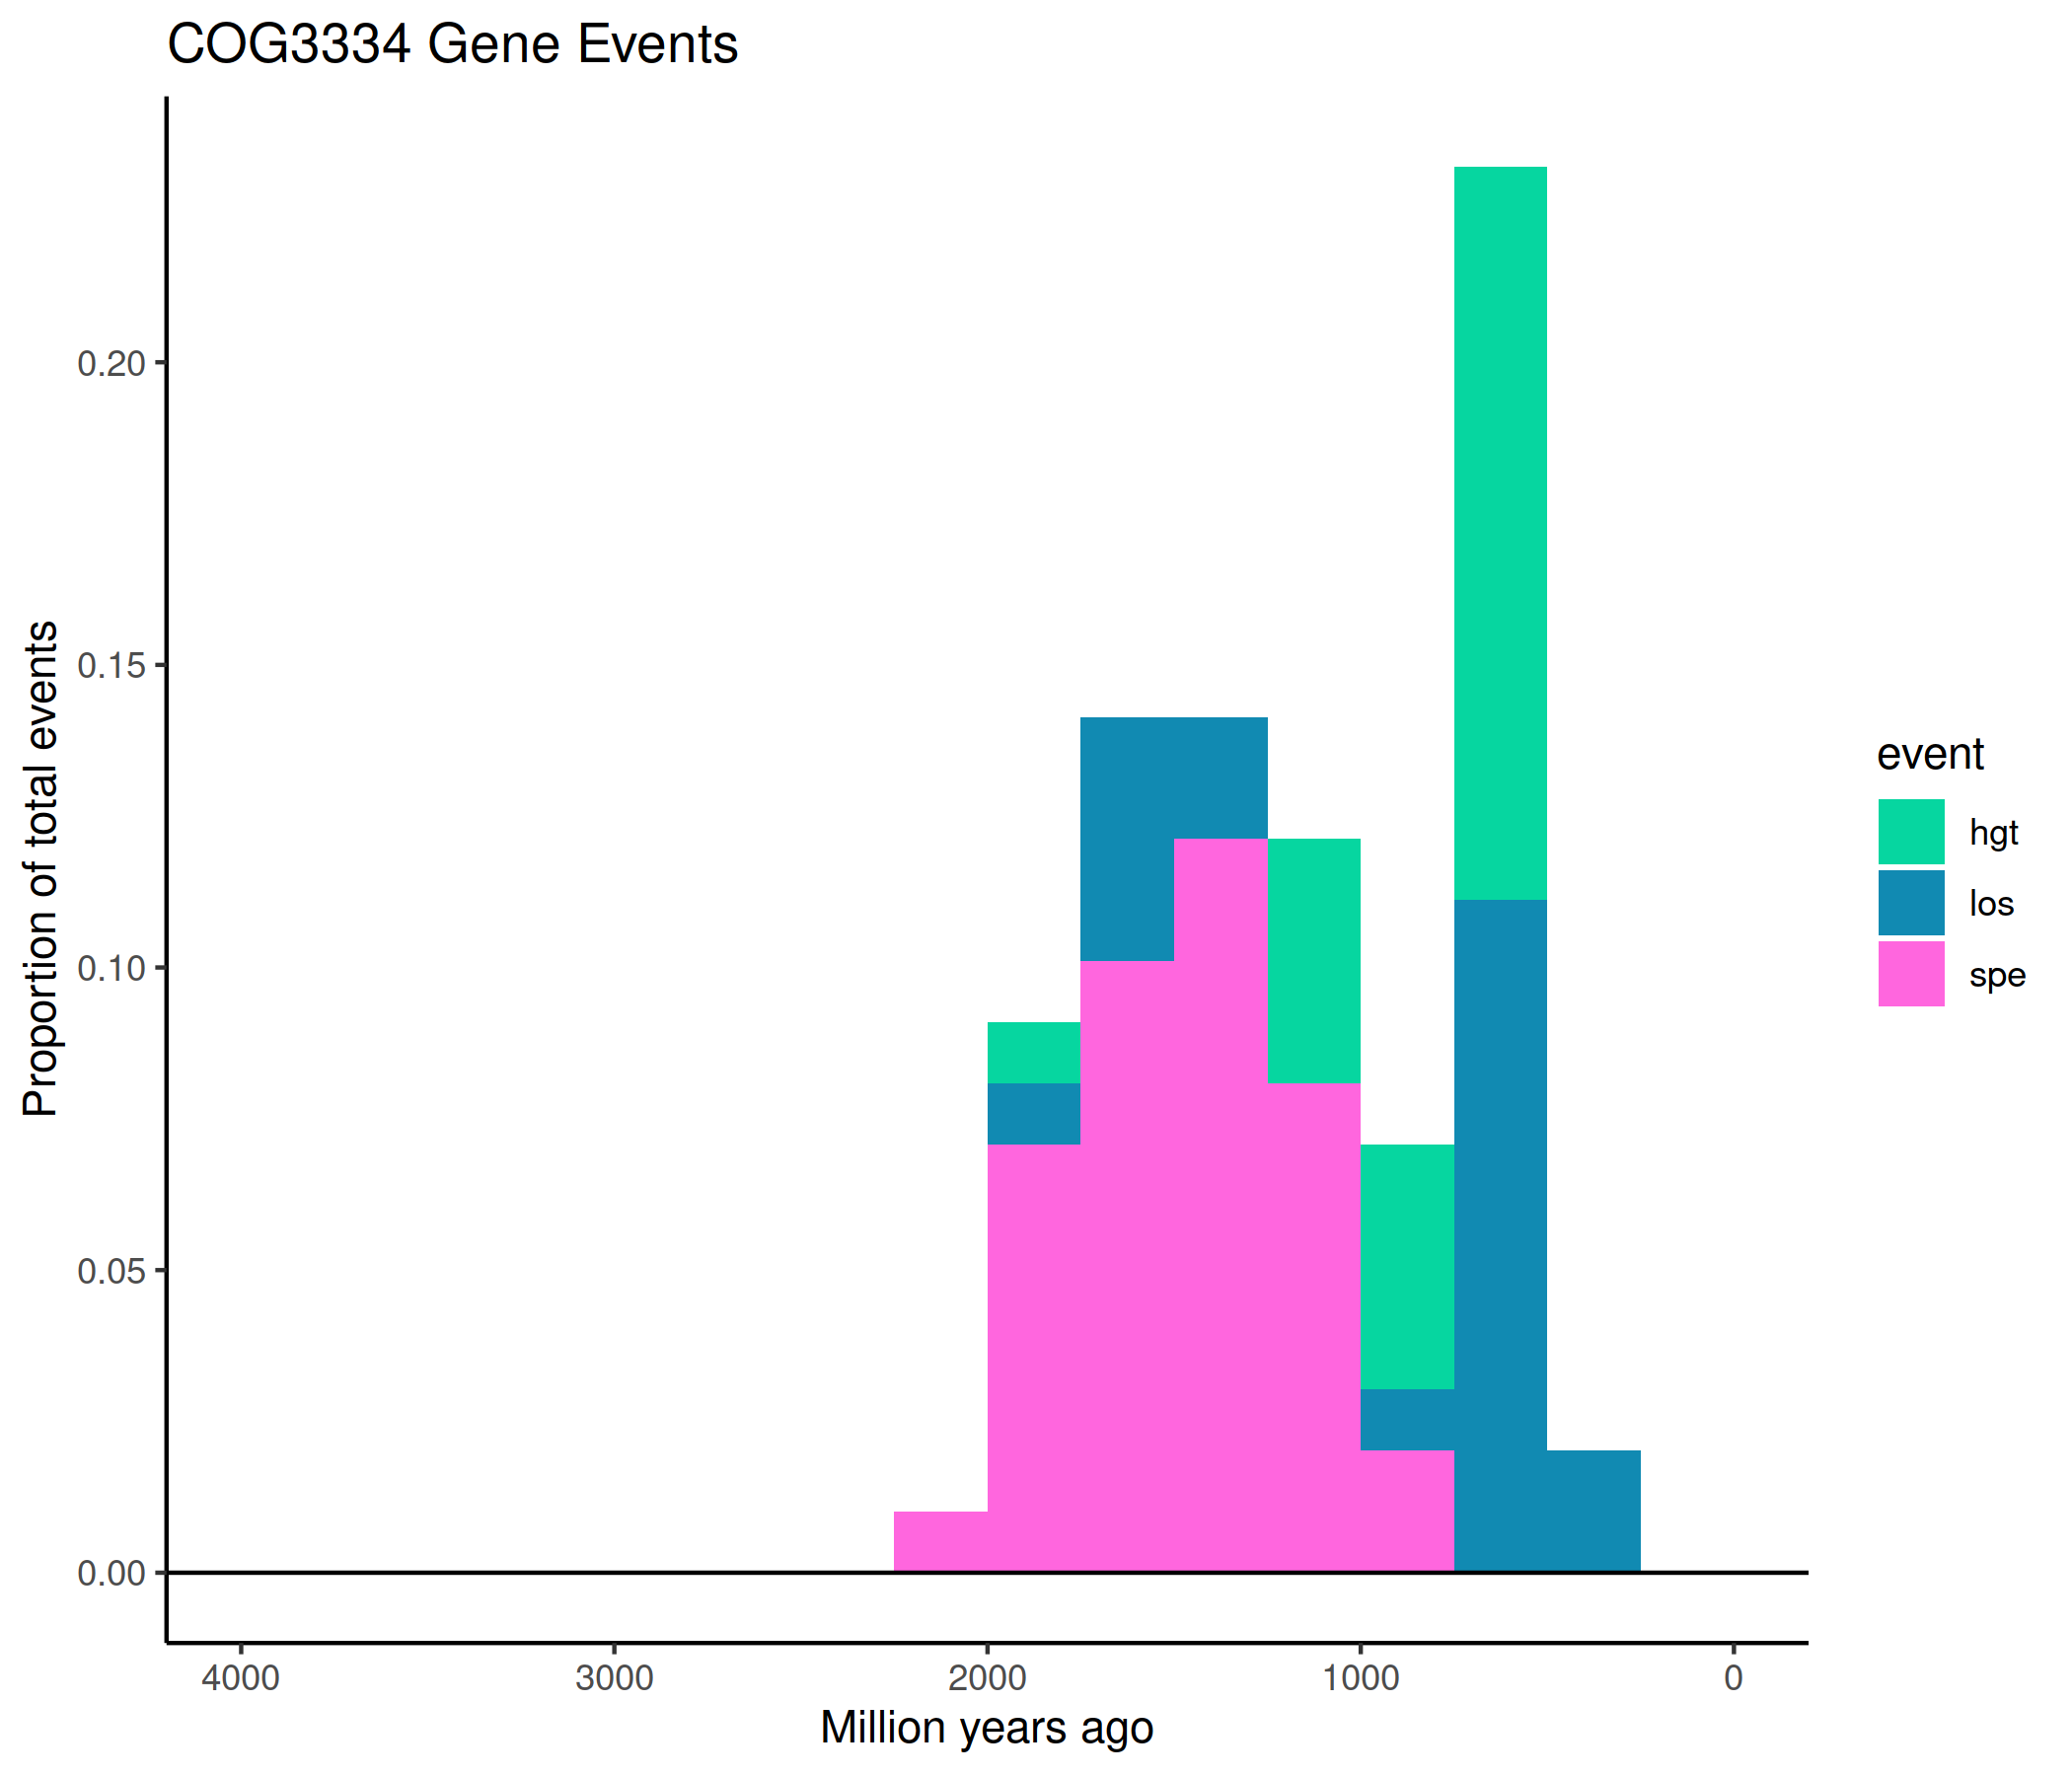 COG3334 Gene Events
Proportion of total events
0.20
0.15
0.10
0.05
0.00
4000 3000 2000 1000 0
Million years ago
event
hgt
los
spe